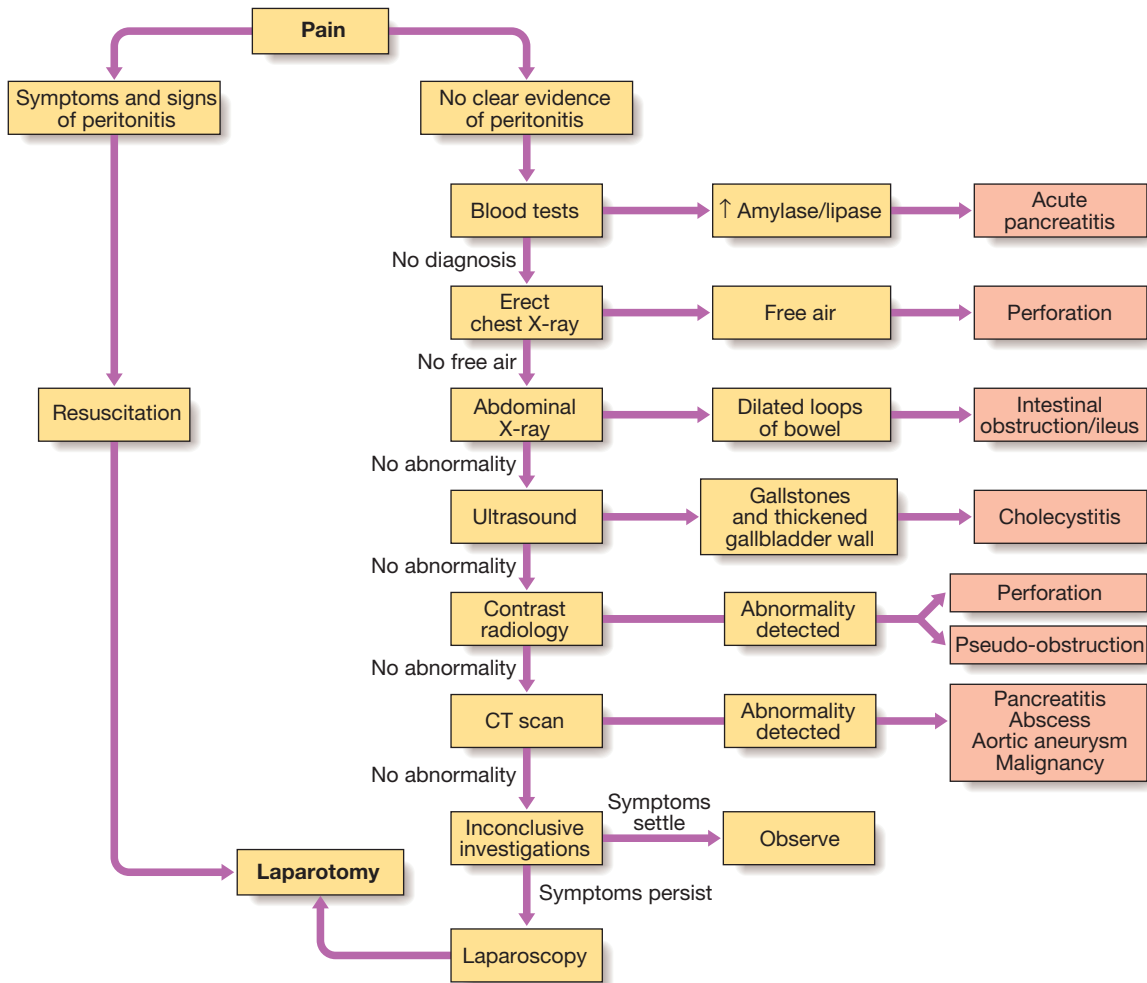 Pain
Symptoms and signs
of peritonitis
No clear evidence
of peritonitis
Blood tests
↑ Amylase/lipase
Acute
pancreatitis
No diagnosis
Erect
chest X-ray
Free air
Perforation
No free air
Resuscitation
Abdominal
X-ray
Dilated loops
of bowel
Intestinal
obstruction/ileus
No abnormality
Ultrasound
Gallstones
and thickened
gallbladder wall
Cholecystitis
No abnormality
Contrast
radiology
Abnormality
detected
Perforation
Pseudo-obstruction
No abnormality
CT scan
Abnormality
detected
Pancreatitis
Abscess
Aortic aneurysm
Malignancy
No abnormality
Inconclusive
investigations
Symptoms
settle
Observe
Laparotomy
Symptoms persist
Laparoscopy